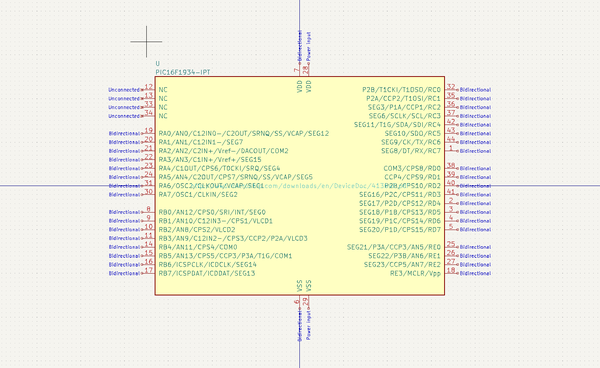 Bidirectional
Power input
7
28
VDD
VDD
U
PIC16F1934-IPT
Unconnected 12 NC
Unconnected 13 NC
Unconnected 33 NC
Unconnected 34 NC
Bidirectional 19 RA0/AN0/C12IN0-/C2OUT/SRNQ/SS/VCAP/SEG12
Bidirectional 20 RA1/AN1/C12IN1-/SEG7
Bidirectional 21 RA2/AN2/C2IN+/Vref-/DACOUT/COM2
Bidirectional 22 RA3/AN3/C1IN+/Vref+/SEG15
Bidirectional 23 RA4/C1OUT/CPS6/T0CKI/SRQ/SEG4
Bidirectional 24 RA5/AN4/C2OUT/CPS7/SRNQ/SS/VCAP/SEG5
Bidirectional 31 RA6/OSC2/CLKOUT/VCAP/SEG1
Bidirectional 30 RA7/OSC1/CLKIN/SEG2
Bidirectional 8 RB0/AN12/CPS0/SRI/INT/SEG0
Bidirectional 9 RB1/AN10/C12IN3-/CPS1/VLCD1
Bidirectional 10 RB2/AN8/CPS2/VLCD2
Bidirectional 11 RB3/AN9/C12IN2-/CPS3/CCP2/P2A/VLCD3
Bidirectional 14 RB4/AN11/CPS4/COM0
Bidirectional 15 RB5/AN13/CPS5/CCP3/P3A/T1G/COM1
Bidirectional 16 RB6/ICSPCLK/ICDCLK/SEG14
Bidirectional 17 RB7/ICSPDAT/ICDDAT/SEG13
P2B/T1CKI/T1OSO/RC0 32 Bidirectional
P2A/CCP2/T1OSI/RC1 35 Bidirectional
SEG3/P1A/CCP1/RC2 36 Bidirectional
SEG6/SCK/SCL/RC3 37 Bidirectional
SEG11/T1G/SDA/SDI/RC4 42 Bidirectional
SEG10/SDO/RC5 43 Bidirectional
SEG9/CK/TX/RC6 44 Bidirectional
SEG8/DT/RX/RC7 1 Bidirectional
COM3/CPS8/RD0 38 Bidirectional
CCP4/CPS9/RD1 39 Bidirectional
P2B/CPS10/RD2 40 Bidirectional
SEG16/P2C/CPS11/RD3 41 Bidirectional
SEG17/P2D/CPS12/RD4 2 Bidirectional
SEG18/P1B/CPS13/RD5 3 Bidirectional
SEG19/P1C/CPS14/RD6 4 Bidirectional
SEG20/P1D/CPS15/RD7 5 Bidirectional
SEG21/P3A/CCP3/AN5/RE0 25 Bidirectional
SEG22/P3B/AN6/RE1 26 Bidirectional
SEG23/CCP5/AN7/RE2 27 Bidirectional
RE3/MCLR/Vpp 18 Bidirectional
VSS
VSS
6
29
Bidirectional
Power input